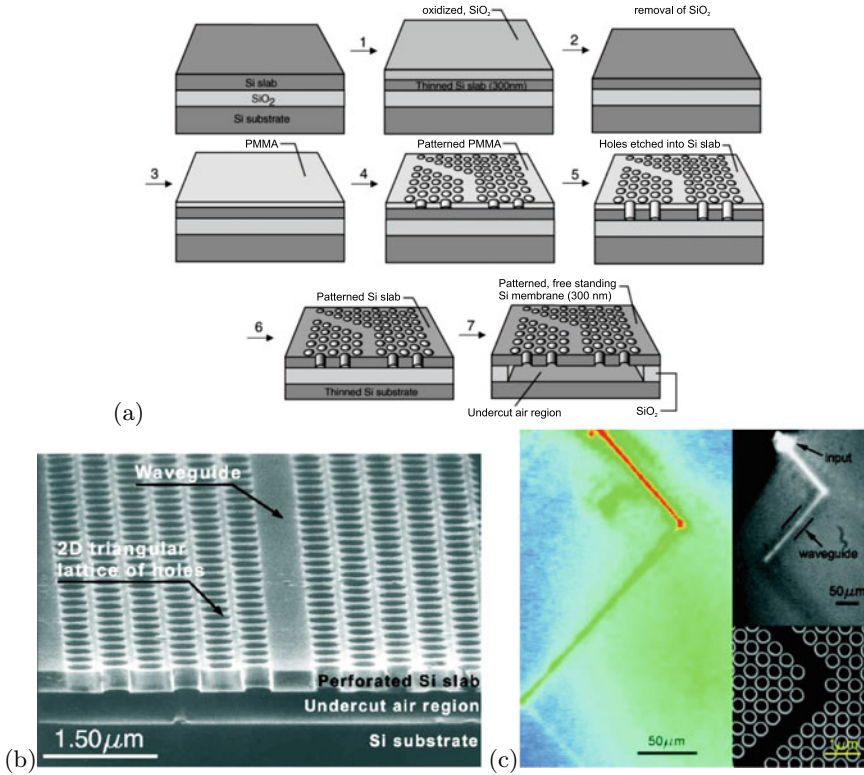 oxidized, SiO2
removal of SiO2
1
2
Si slab
SiO2
Si substrate
Thinned Si slab (300nm)
PMMA
Patterned PMMA
Holes etched into Si slab
3
4
5
Patterned Si slab
Patterned, free standing
Si membrane (300 nm)
6
7
Thinned Si substrate
Undercut air region
SiO2
(a)
Waveguide
2D triangular
lattice of holes
Perforated Si slab
Undercut air region
Si substrate
1.50μm
(b)
input
waveguide
50μm
50μm
1μm
(c)